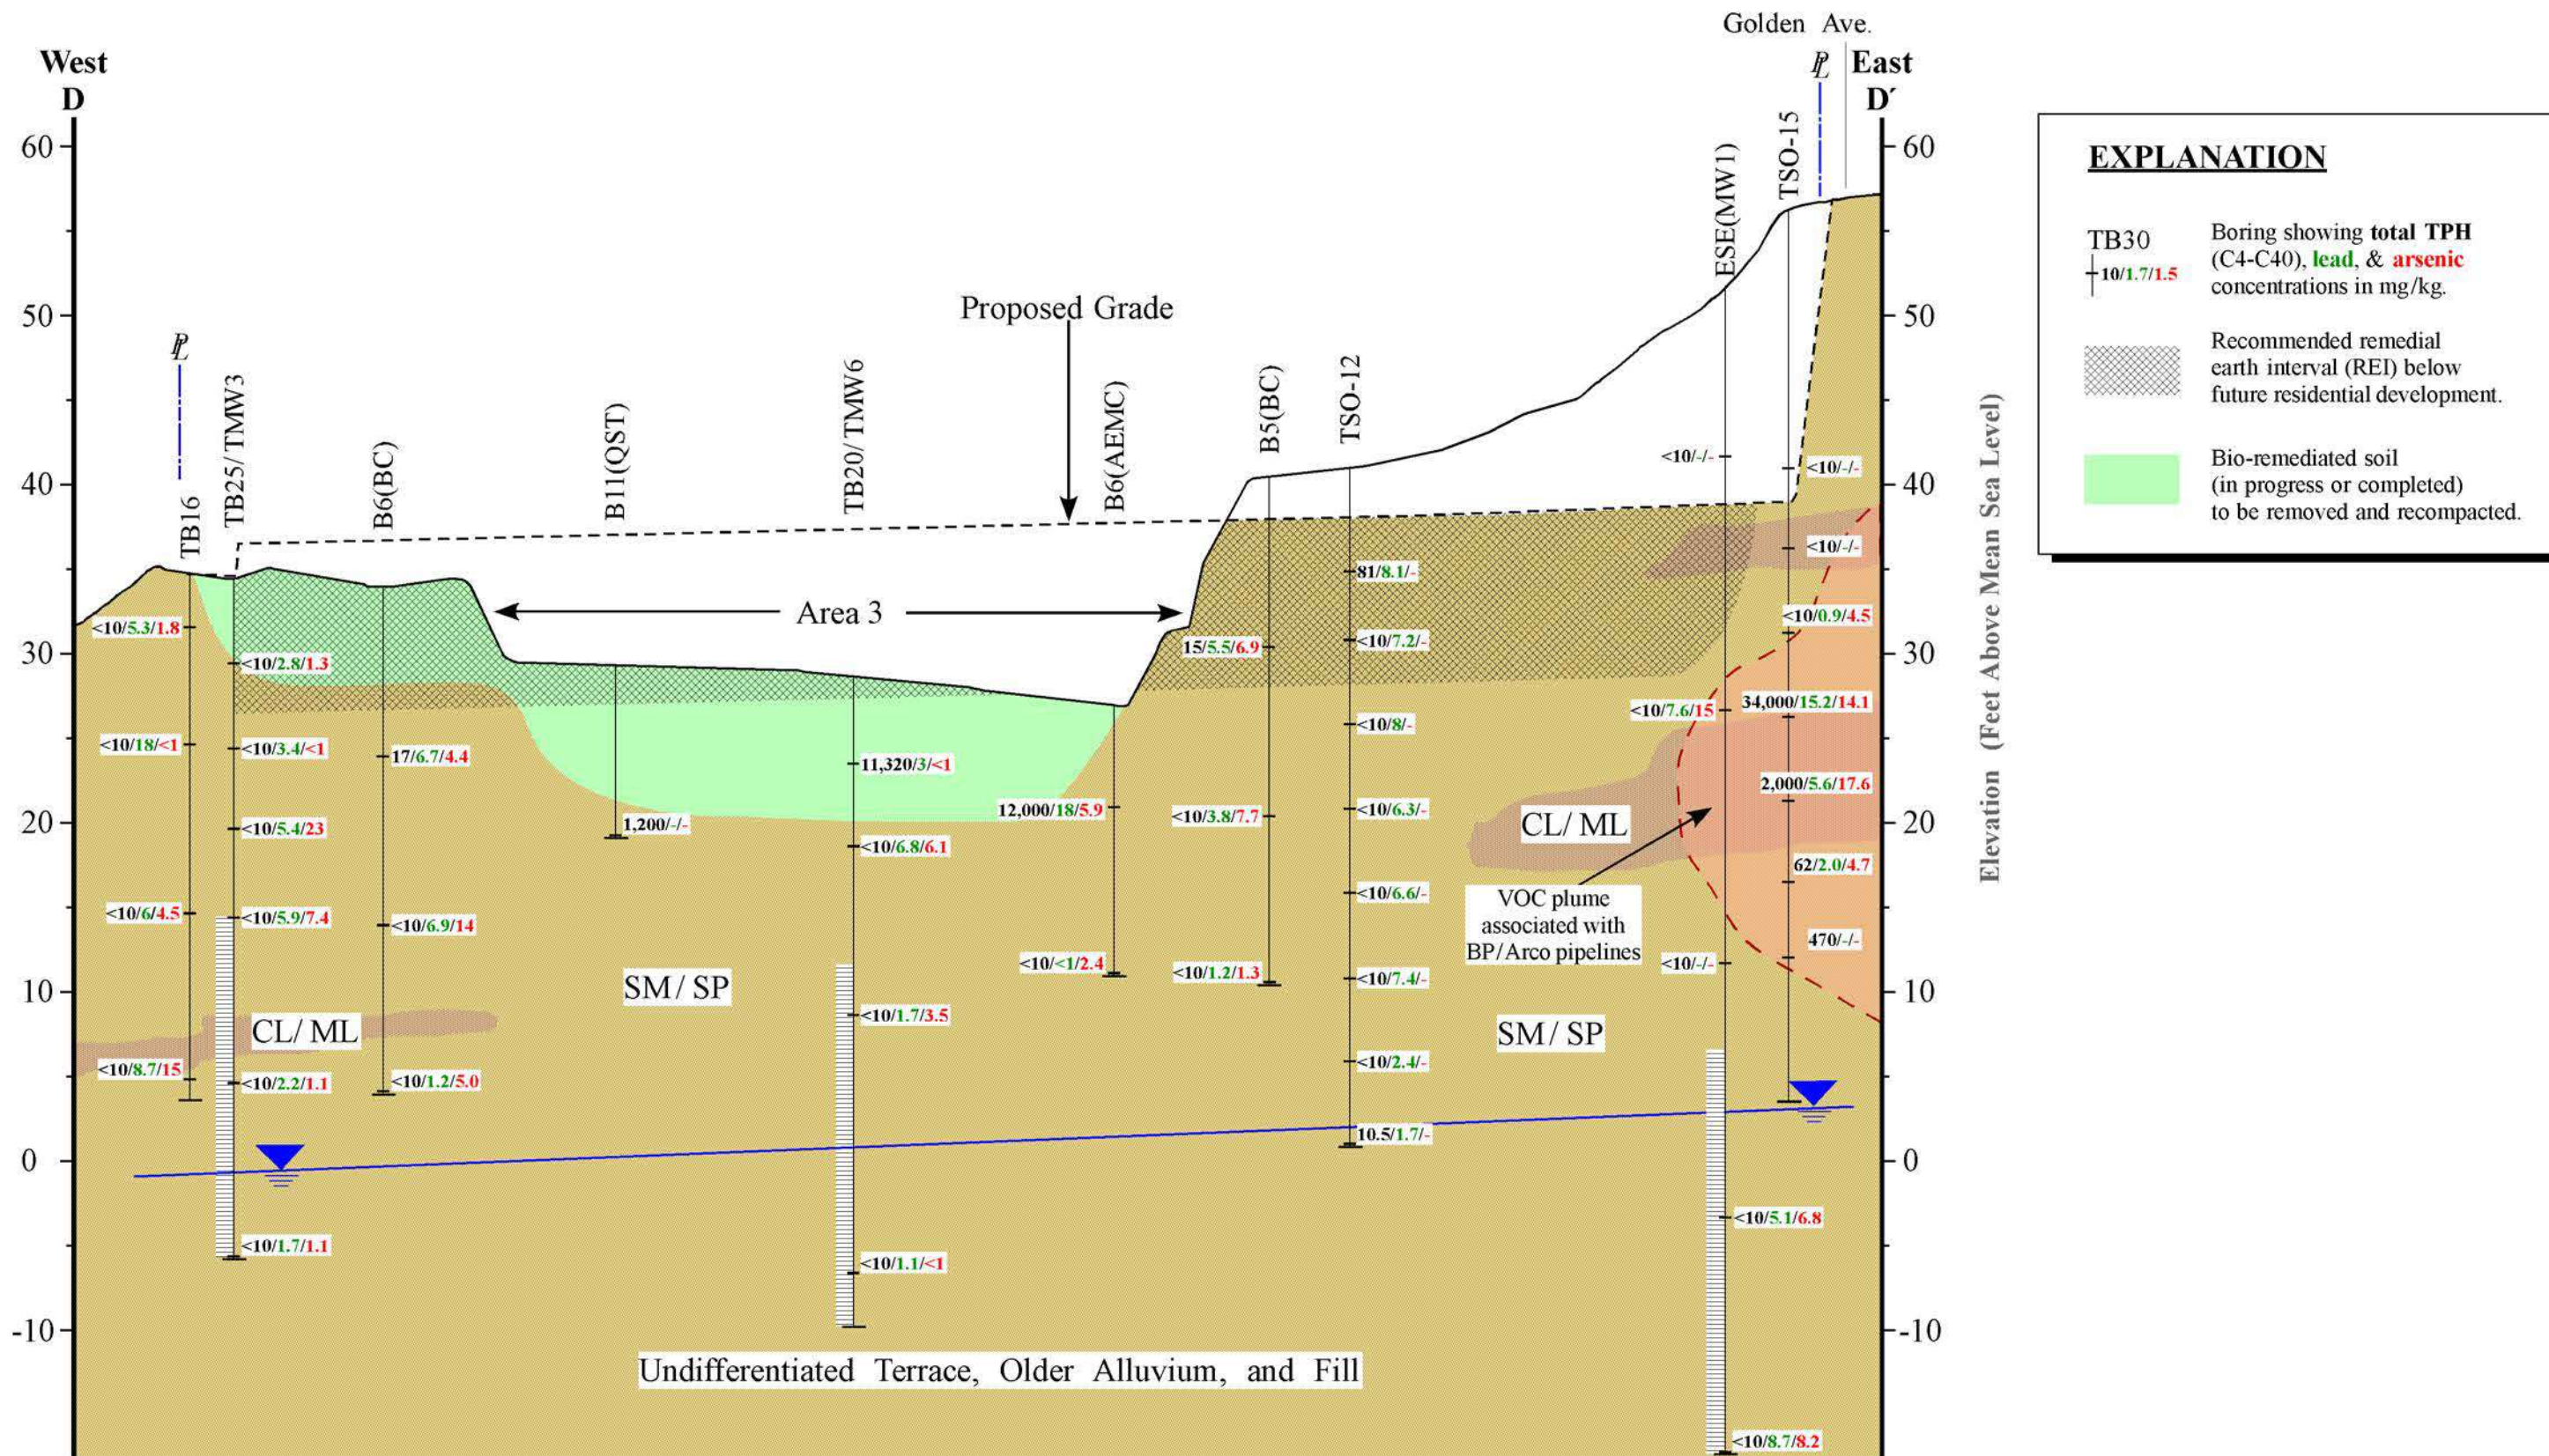 Golden Ave.
West
D
PL
East
D´
60
50
40
30
20
10
0
-10
60
50
40
30
20
10
0
-10
Elevation (Feet Above Mean Sea Level)
PL
TB16
TB25/TMW3
B6(BC)
B11(QST)
TB20/TMW6
B6(AEMC)
B5(BC)
TSO-12
ESE(MW1)
TSO-15
Proposed Grade
Area 3
<10/5.3/1.8
<10/18/<1
<10/6/4.5
<10/8.7/15
<10/2.8/1.3
<10/3.4/<1
<10/5.4/23
<10/5.9/7.4
<10/2.2/1.1
<10/1.7/1.1
17/6.7/4.4
<10/6.9/14
<10/1.2/5.0
1,200/-/-
11,320/3/<1
<10/6.8/6.1
<10/1.7/3.5
<10/1.1/<1
12,000/18/5.9
<10/<1/2.4
15/5.5/6.9
<10/3.8/7.7
<10/1.2/1.3
81/8.1/-
<10/7.2/-
<10/8/-
<10/6.3/-
<10/6.6/-
<10/7.4/-
<10/2.4/-
10.5/1.7/-
<10/-/-
<10/7.6/15
<10/-/-
<10/5.1/6.8
<10/8.7/8.2
<10/-/-
<10/-/-
<10/0.9/4.5
34,000/15.2/14.1
2,000/5.6/17.6
62/2.0/4.7
470/-/-
CL/ML
SM/SP
CL/ML
VOC plume
associated with
BP/Arco pipelines
SM/SP
Undifferentiated Terrace, Older Alluvium, and Fill
EXPLANATION
TB30
10/1.7/1.5
Boring showing total TPH
(C4-C40), lead, & arsenic
concentrations in mg/kg.
Recommended remedial
earth interval (REI) below
future residential development.
Bio-remediated soil
(in progress or completed)
to be removed and recompacted.